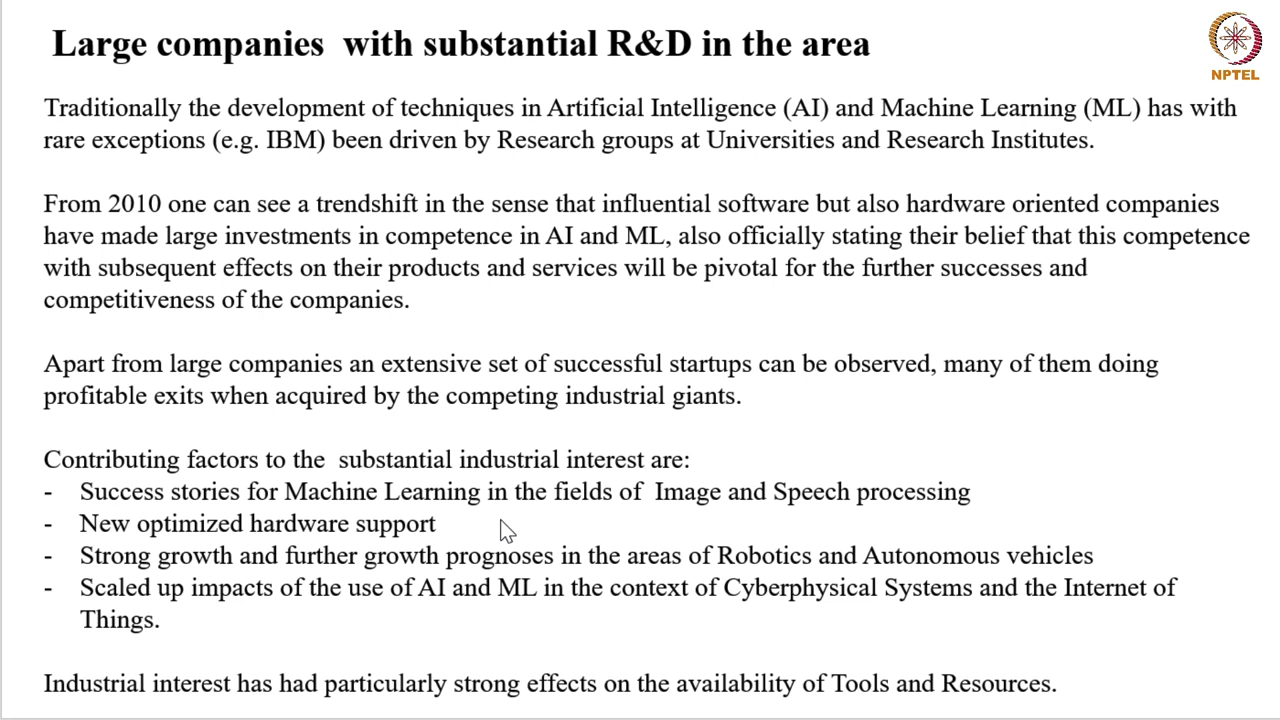 Large companies with substantial R&D in the area
NPTEL
Traditionally the development of techniques in Artificial Intelligence (AI) and Machine Learning (ML) has with
rare exceptions (e.g. IBM) been driven by Research groups at Universities and Research Institutes.
From 2010 one can see a trendshift in the sense that influential software but also hardware oriented companies
have made large investments in competence in AI and ML, also officially stating their belief that this competence
with subsequent effects on their products and services will be pivotal for the further successes and
competitiveness of the companies.
Apart from large companies an extensive set of successful startups can be observed, many of them doing
profitable exits when acquired by the competing industrial giants.
Contributing factors to the substantial industrial interest are:
- Success stories for Machine Learning in the fields of Image and Speech processing
- New optimized hardware support
- Strong growth and further growth prognoses in the areas of Robotics and Autonomous vehicles
- Scaled up impacts of the use of AI and ML in the context of Cyberphysical Systems and the Internet of
Things.
Industrial interest has had particularly strong effects on the availability of Tools and Resources.